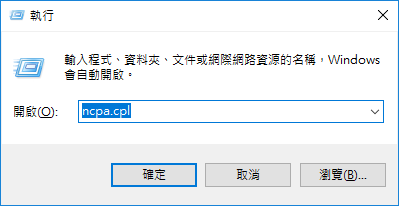 執行
輸入程式、資料夾、文件或網際網路資源的名稱，Windows
會自動開啟。
開啟(O): ncpa.cpl
確定 取消 瀏覽(B)...